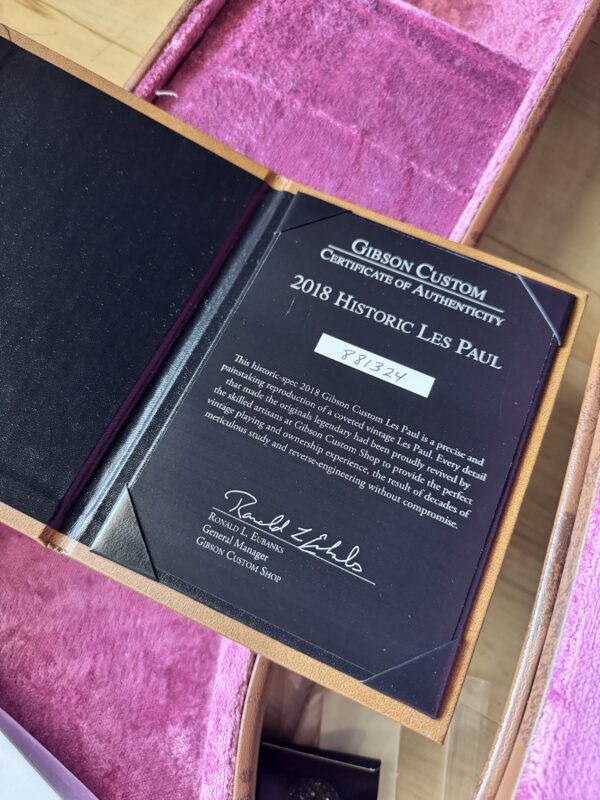 GIBSON CUSTOM
CERTIFICATE OF AUTHENTICITY
2018 HISTORIC LES PAUL
881324
This historic-spec 2018 Gibson Custom Les Paul is a precise and
painstaking reproduction of a coveted vintage Les Paul. Every detail
that made the originals legendary had been proudly revived by
the skilled artisans at Gibson Custom Shop to provide the perfect
vintage playing and ownership experience, the result of decades of
meticulous study and reverse-engineering without compromise.
RONALD L. EUBANKS
General Manager
GIBSON CUSTOM SHOP